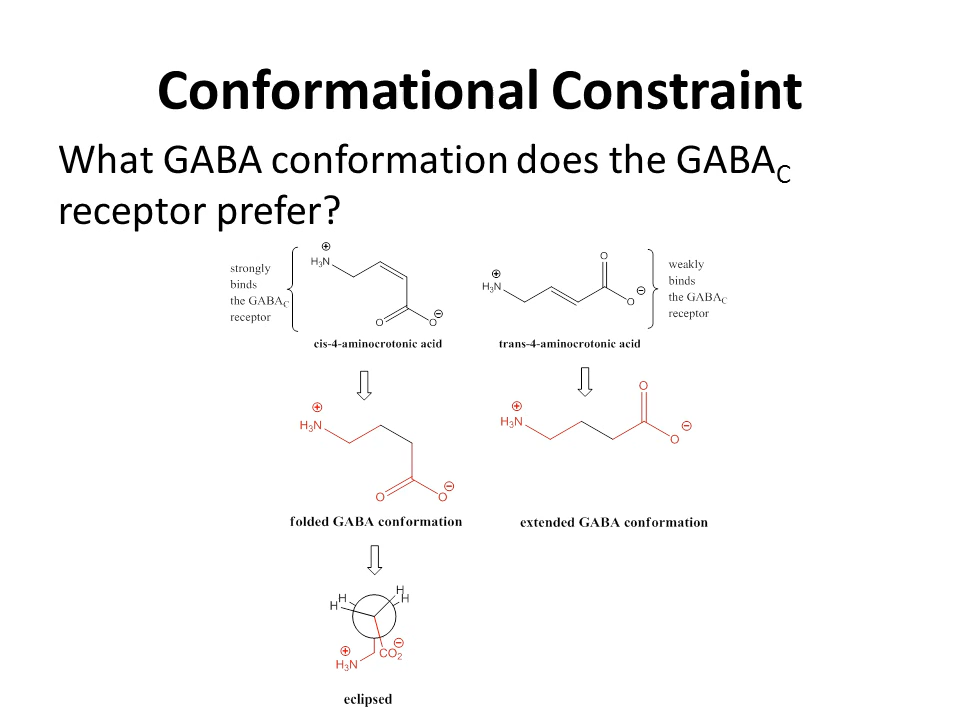 Conformational Constraint
What GABA conformation does the GABA_C
receptor prefer?
strongly
binds
the GABA_C
receptor
⊕
H₃N
O
O
⊖
cis-4-aminocrotonic acid
⊕
H₃N
O
O
⊖
trans-4-aminocrotonic acid
weakly
binds
the GABA_C
receptor
⊕
H₃N
O
O
⊖
folded GABA conformation
⊕
H₃N
O
O
⊖
extended GABA conformation
H
H
H
H
⊕
H₃N
⊖
CO₂
eclipsed